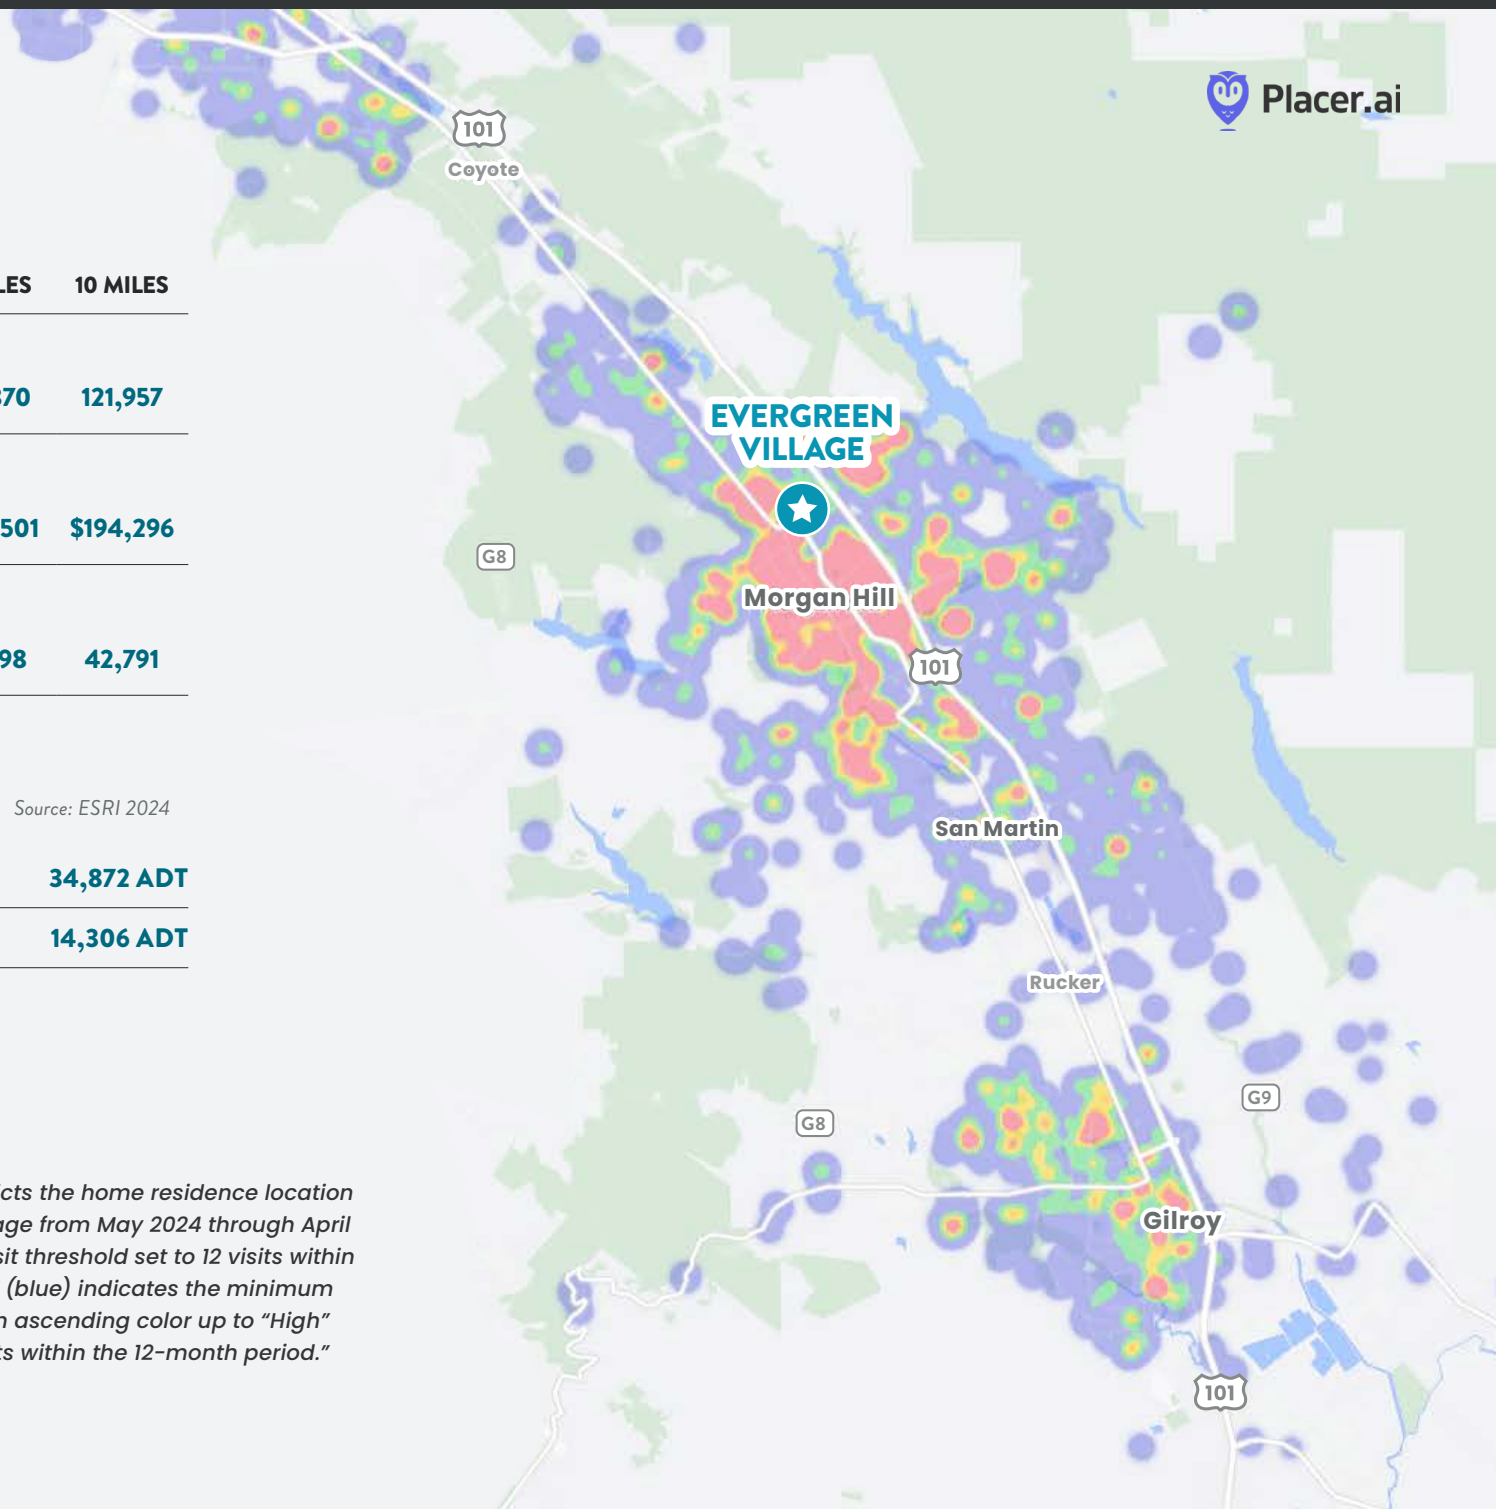 Placer.ai
101
Coyote
LES 10 MILES
370 121,957
EVERGREEN
VILLAGE
501 $194,296
G8
Morgan Hill
98 42,791
101
Source: ESRI 2024
San Martin
34,872 ADT
14,306 ADT
Rucker
G9
G8
cts the home residence location
age from May 2024 through April
Gilroy
sit threshold set to 12 visits within
(blue) indicates the minimum
n ascending color up to “High”
ts within the 12-month period.”
101